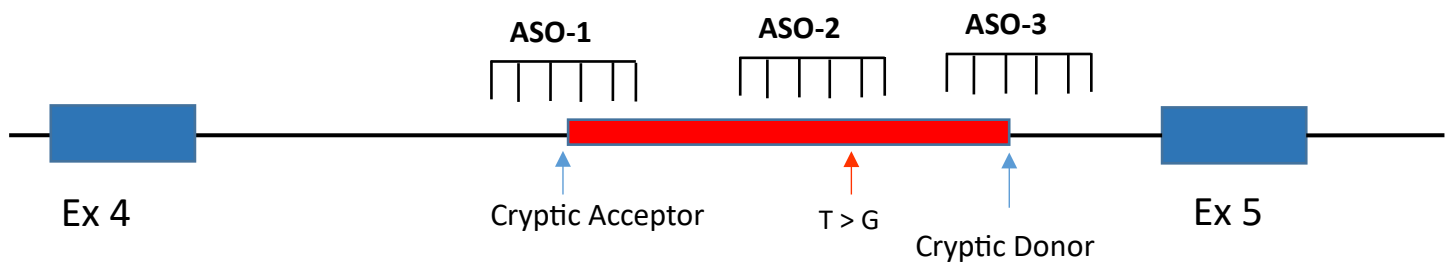 ASO-1
ASO-2
ASO-3
Ex 4
Cryptic Acceptor
T > G
Cryptic Donor
Ex 5